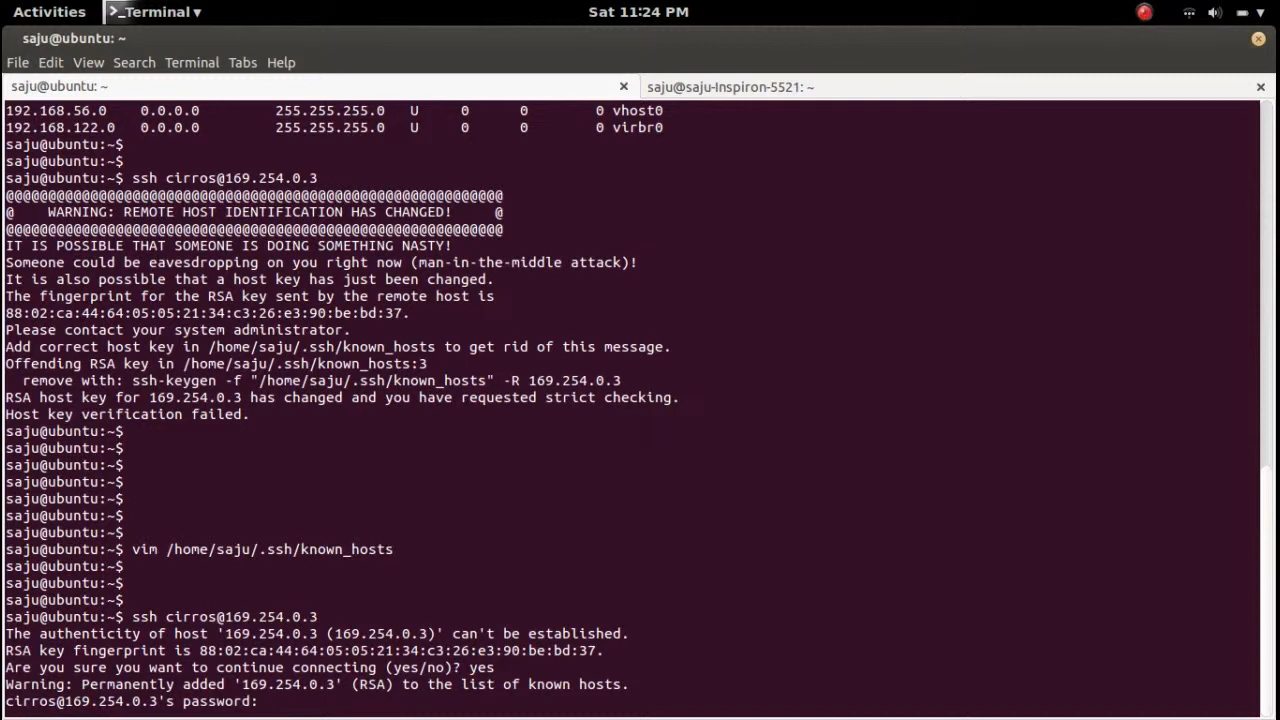 Activities >_Terminal ▾ Sat 11:24 PM
saju@ubuntu: ~
File Edit View Search Terminal Tabs Help
saju@ubuntu: ~ × saju@saju-Inspiron-5521: ~ ×
192.168.56.0    0.0.0.0         255.255.255.0   U     0      0        0 vhost0
192.168.122.0   0.0.0.0         255.255.255.0   U     0      0        0 virbr0
saju@ubuntu:~$
saju@ubuntu:~$
saju@ubuntu:~$ ssh cirros@169.254.0.3
@@@@@@@@@@@@@@@@@@@@@@@@@@@@@@@@@@@@@@@@@@@@@@@@@@@@@@@@@@@
@    WARNING: REMOTE HOST IDENTIFICATION HAS CHANGED!     @
@@@@@@@@@@@@@@@@@@@@@@@@@@@@@@@@@@@@@@@@@@@@@@@@@@@@@@@@@@@
IT IS POSSIBLE THAT SOMEONE IS DOING SOMETHING NASTY!
Someone could be eavesdropping on you right now (man-in-the-middle attack)!
It is also possible that a host key has just been changed.
The fingerprint for the RSA key sent by the remote host is
88:02:ca:44:64:05:05:21:34:c3:26:e3:90:be:bd:37.
Please contact your system administrator.
Add correct host key in /home/saju/.ssh/known_hosts to get rid of this message.
Offending RSA key in /home/saju/.ssh/known_hosts:3
  remove with: ssh-keygen -f "/home/saju/.ssh/known_hosts" -R 169.254.0.3
RSA host key for 169.254.0.3 has changed and you have requested strict checking.
Host key verification failed.
saju@ubuntu:~$
saju@ubuntu:~$
saju@ubuntu:~$
saju@ubuntu:~$
saju@ubuntu:~$
saju@ubuntu:~$
saju@ubuntu:~$
saju@ubuntu:~$ vim /home/saju/.ssh/known_hosts
saju@ubuntu:~$
saju@ubuntu:~$
saju@ubuntu:~$
saju@ubuntu:~$ ssh cirros@169.254.0.3
The authenticity of host '169.254.0.3 (169.254.0.3)' can't be established.
RSA key fingerprint is 88:02:ca:44:64:05:05:21:34:c3:26:e3:90:be:bd:37.
Are you sure you want to continue connecting (yes/no)? yes
Warning: Permanently added '169.254.0.3' (RSA) to the list of known hosts.
cirros@169.254.0.3's password: